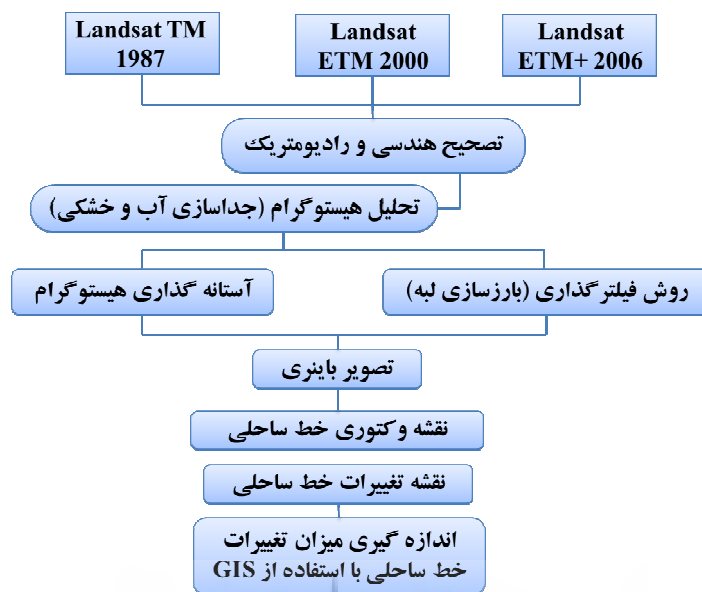 Landsat TM
1987
Landsat
ETM 2000
Landsat
ETM+ 2006
تصحیح هندسی و رادیومتریک
تحلیل هیستوگرام (جداسازی آب و خشکی)
روش فیلترگذاری (بارزسازی لبه)
آستانه گذاری هیستوگرام
تصویر باینری
نقشه وکتوری خط ساحلی
نقشه تغییرات خط ساحلی
اندازه گیری میزان تغییرات
خط ساحلی با استفاده از GIS